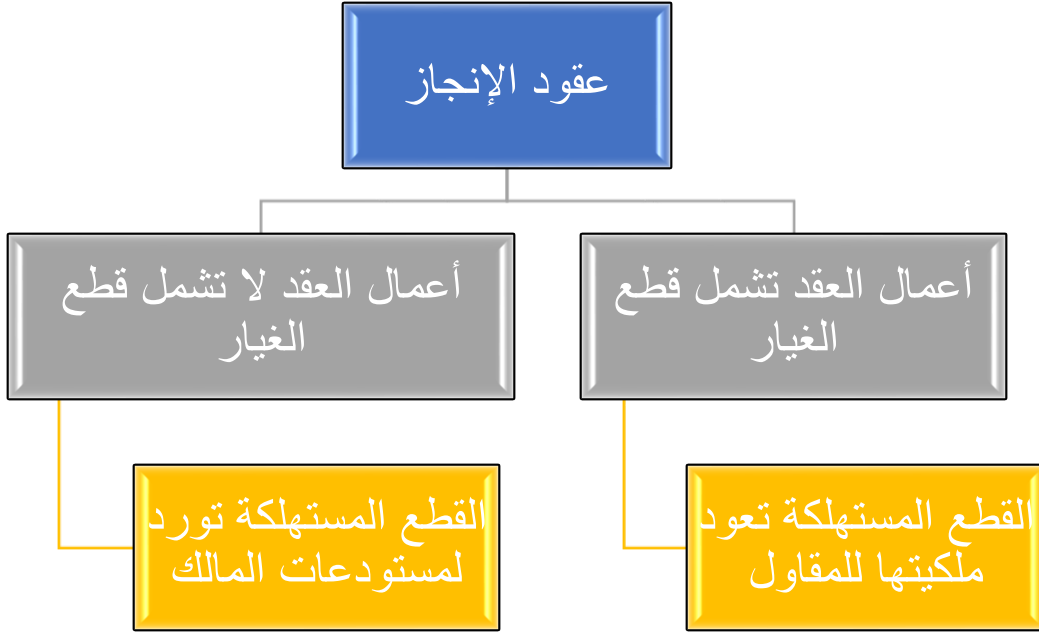 عقود الإنجاز
أعمال العقد تشمل قطع
الغيار
أعمال العقد لا تشمل قطع
الغيار
القطع المستهلكة تعود
ملكيتها للمقاول
القطع المستهلكة تورد
لمستودعات المالك